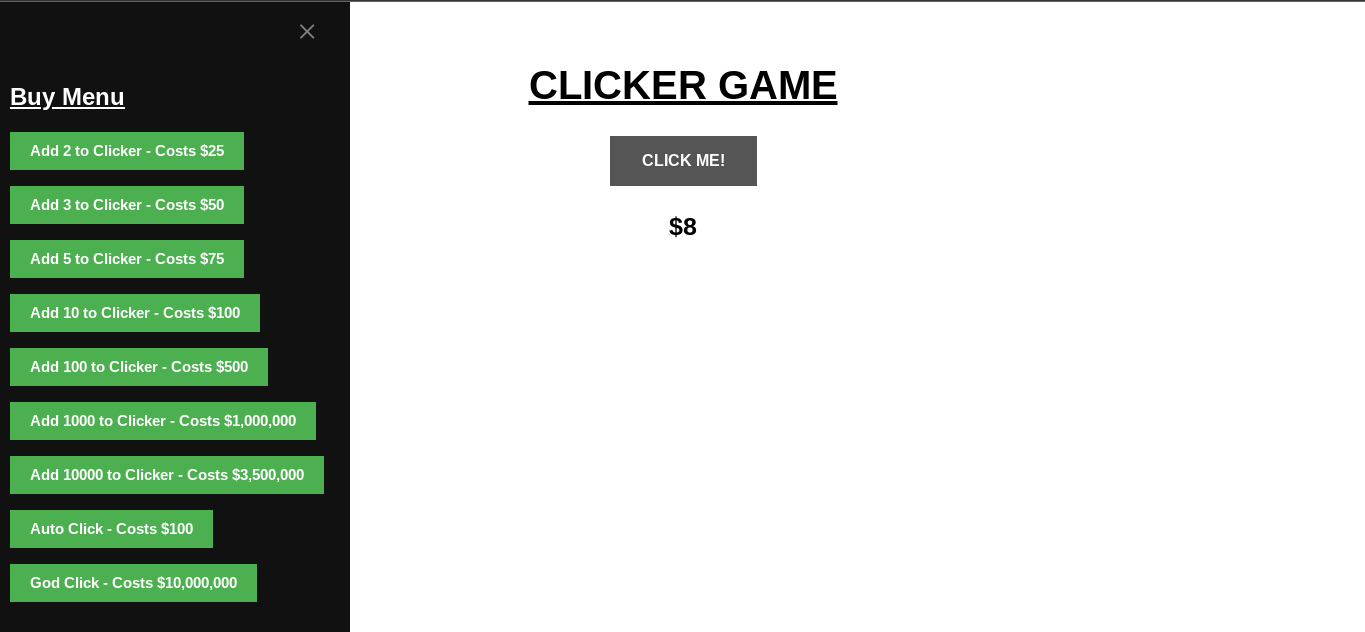 Buy Menu
Add 2 to Clicker - Costs $25
Add 3 to Clicker - Costs $50
Add 5 to Clicker - Costs $75
Add 10 to Clicker - Costs $100
Add 100 to Clicker - Costs $500
Add 1000 to Clicker - Costs $1,000,000
Add 10000 to Clicker - Costs $3,500,000
Auto Click - Costs $100
God Click - Costs $10,000,000
CLICKER GAME
CLICK ME!
$8